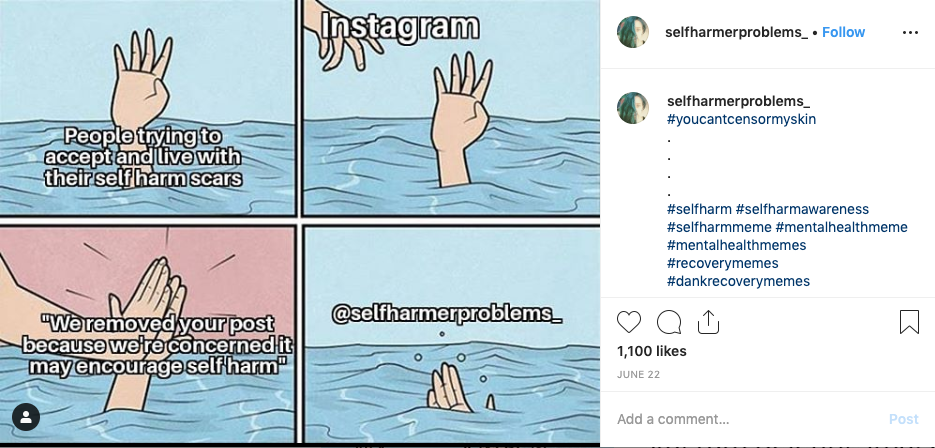 People trying to
accept and live with
their self harm scars
Instagram
"We removed your post
because we're concerned it
may encourage self harm"
@selfharmerproblems_
selfharmerproblems_ • Follow
selfharmerproblems_
#youcantcensormyskin
.
.
.
.
#selfharm #selfharmawareness
#selfharmmeme #mentalhealthmeme
#mentalhealthmemes
#recoverymemes
#dankrecoverymemes
1,100 likes
JUNE 22
Add a comment... Post